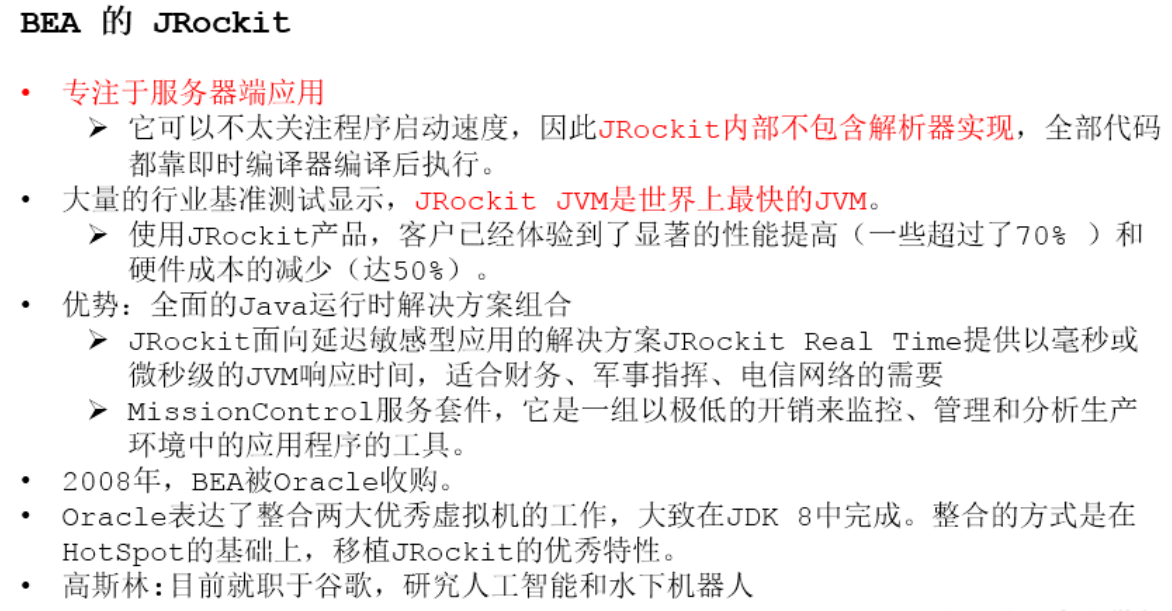 BEA 的 JRockit
• 专注于服务器端应用
➢ 它可以不太关注程序启动速度，因此JRockit内部不包含解析器实现，全部代码
都靠即时编译器编译后执行。
• 大量的行业基准测试显示，JRockit JVM是世界上最快的JVM。
➢ 使用JRockit产品，客户已经体验到了显著的性能提高（一些超过了70% ）和
硬件成本的减少（达50%）。
• 优势：全面的Java运行时解决方案组合
➢ JRockit面向延迟敏感型应用的解决方案JRockit Real Time提供以毫秒或
微秒级的JVM响应时间，适合财务、军事指挥、电信网络的需要
➢ MissionControl服务套件，它是一组以极低的开销来监控、管理和分析生产
环境中的应用程序的工具。
• 2008年，BEA被Oracle收购。
• Oracle表达了整合两大优秀虚拟机的工作，大致在JDK 8中完成。整合的方式是在
HotSpot的基础上，移植JRockit的优秀特性。
• 高斯林:目前就职于谷歌，研究人工智能和水下机器人